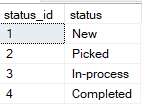 status_id status
1 New
2 Picked
3 In-process
4 Completed